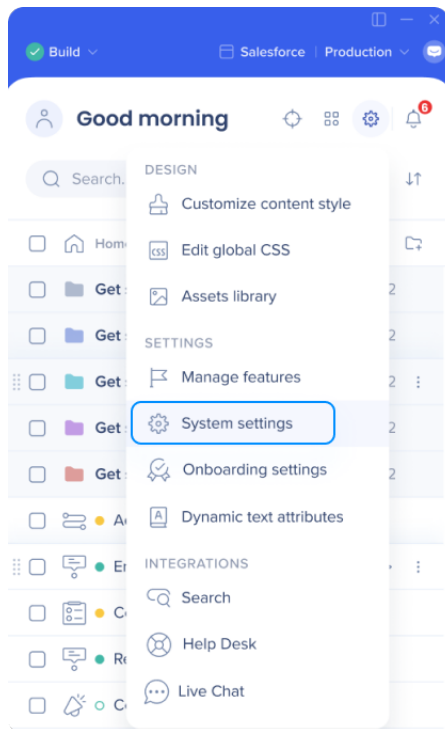 Build
Salesforce | Production
Good morning
6
Search.
DESIGN
Customize content style
css Edit global CSS
Assets library
SETTINGS
Manage features
System settings
Onboarding settings
A Dynamic text attributes
INTEGRATIONS
Search
Help Desk
Live Chat
Get
2
Get
2
Get
2
Get
2
Get
2